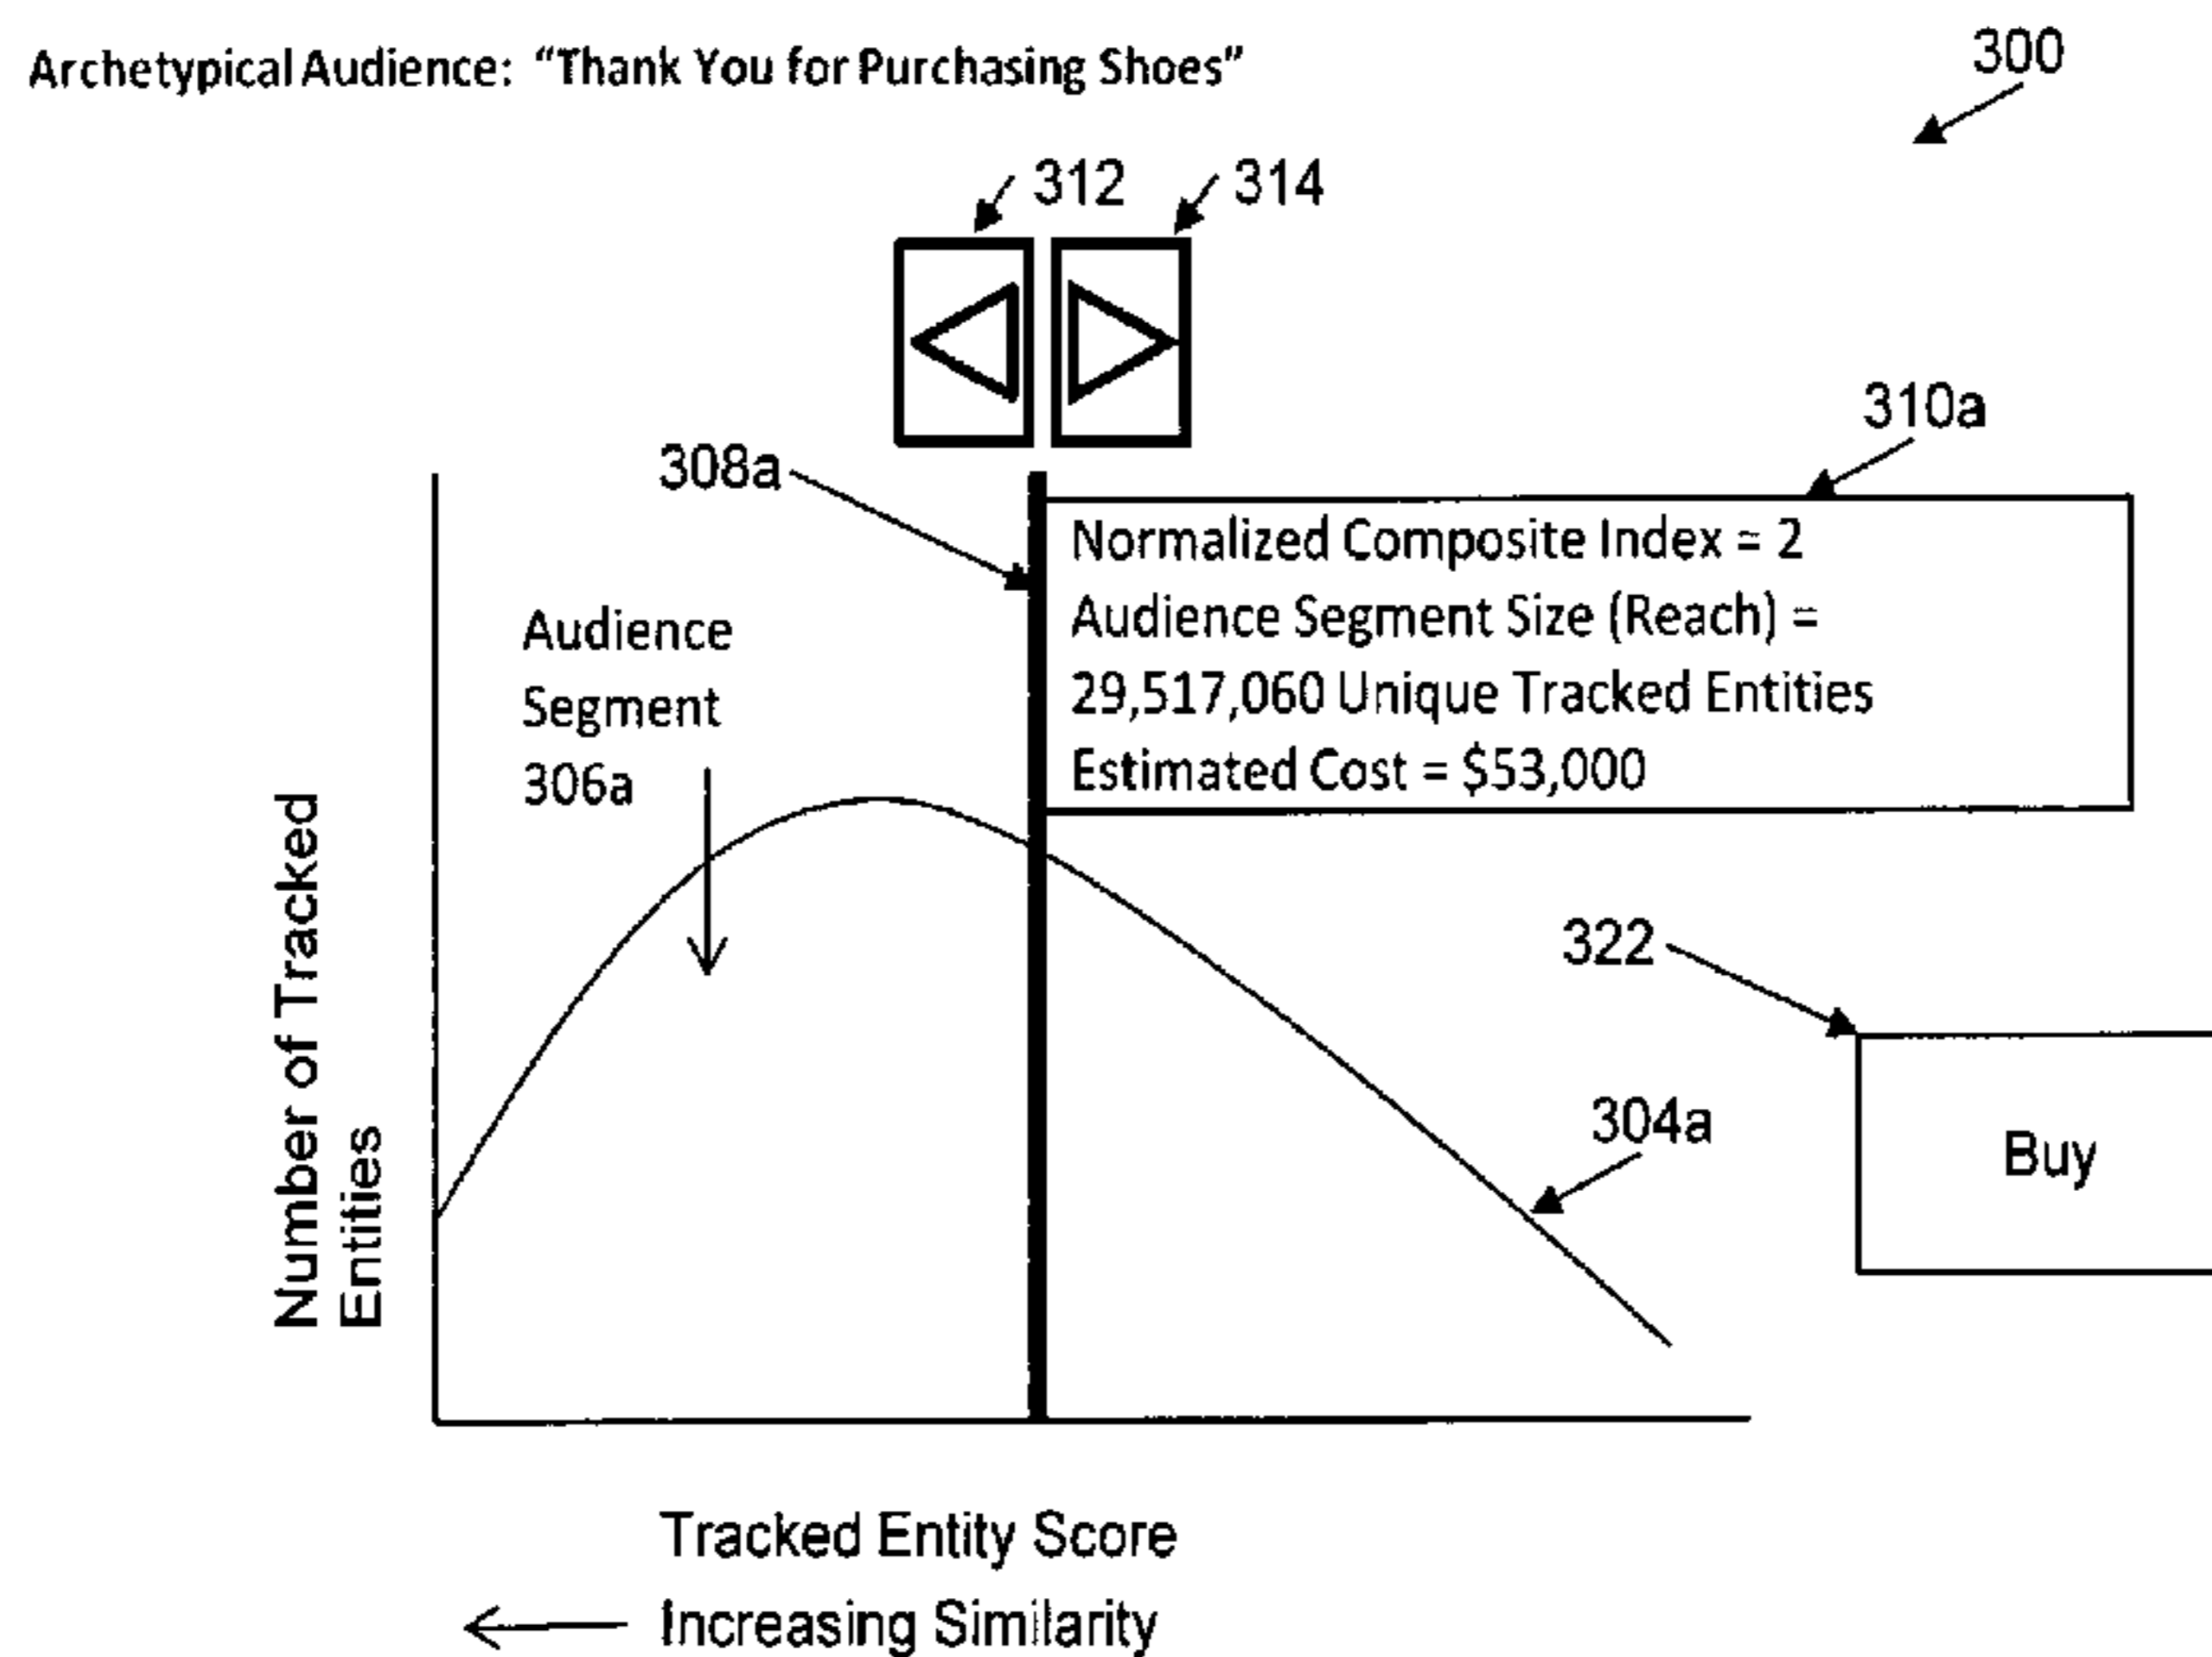 Archetypical Audience: “Thank You for Purchasing Shoes”
300
312
314
310a
308a
Normalized Composite Index = 2
Audience Segment Size (Reach) =
29,517,060 Unique Tracked Entities
Estimated Cost = $53,000
Audience
Segment
306a
Number of Tracked
Entities
322
304a
Buy
Tracked Entity Score
Increasing Similarity